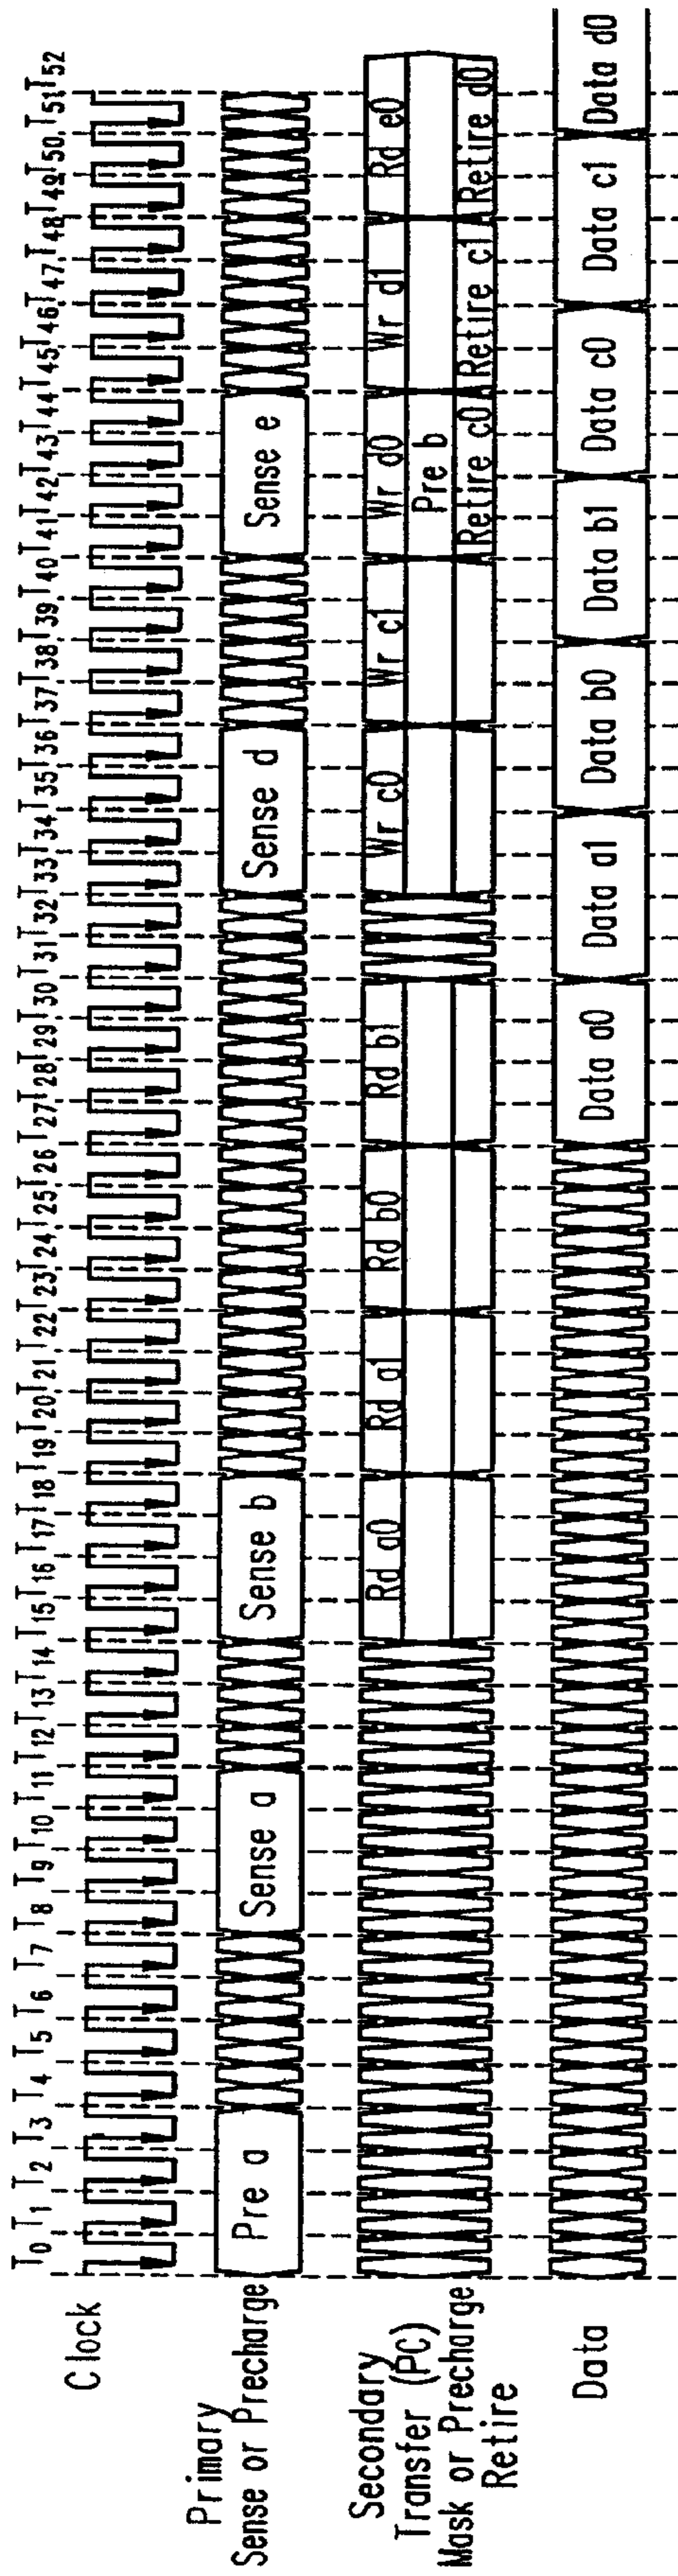 T0 T1 T2 T3 T4 T5 T6 T7 T8 T9 T10 T11 T12 T13 T14 T15 T16 T17 T18 T19 T20 T21 T22 T23 T24 T25 T26 T27 T28 T29 T30 T31 T32 T33 T34 T35 T36 T37 T38 T39 T40 T41 T42 T43 T44 T45 T46 T47 T48 T49 T50 T51 T52
Clock
Primary
Sense or Precharge
Pre a
Sense a
Sense b
Sense d
Sense e
Secondary
Transfer (PC)
Mask or Precharge
Retire
Rd a0
Rd a1
Rd b0
Rd b1
Wr c0
Wr c1
Wr d0
Wr d1
Rd e0
Pre b
Retire c0
Retire c1
Retire d0
Data
Data a0
Data a1
Data b0
Data b1
Data c0
Data c1
Data d0